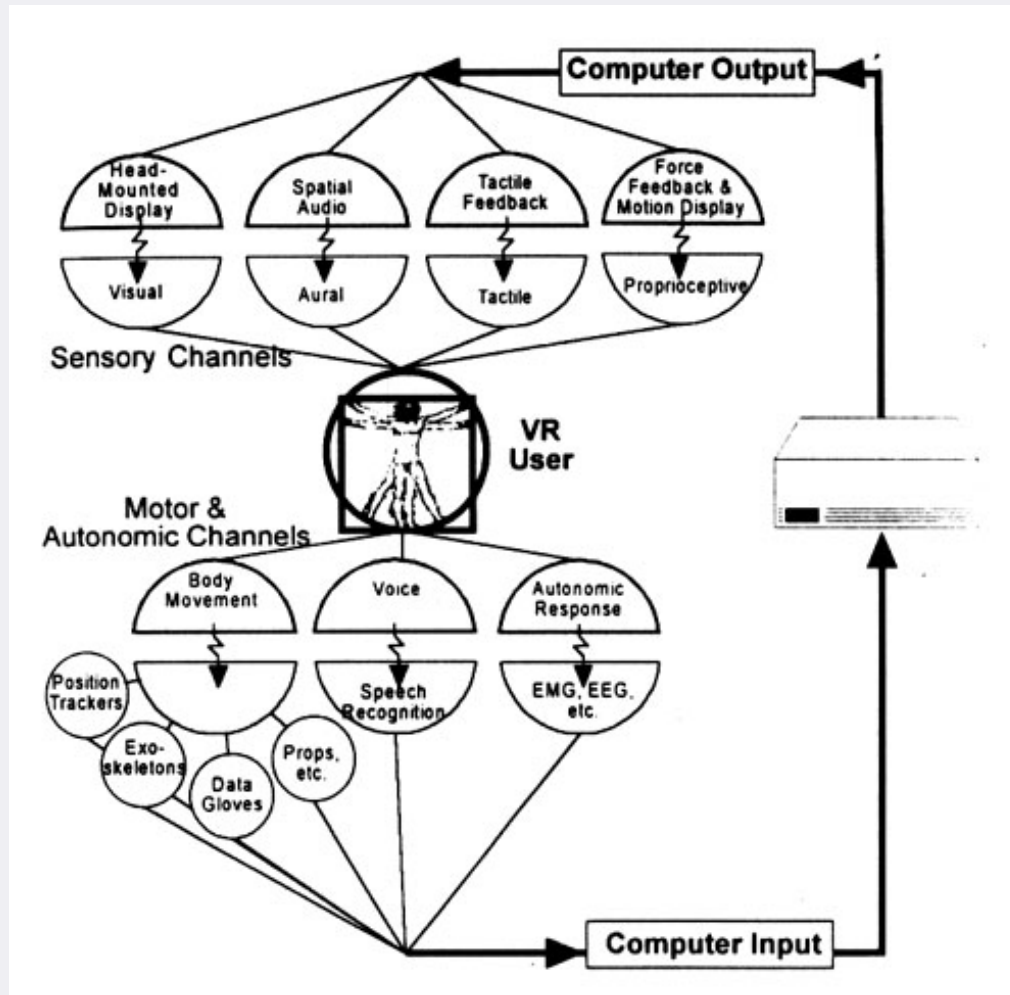 Computer Output
Head-
Mounted
Display
Spatial
Audio
Tactile
Feedback
Force
Feedback &
Motion Display
Visual
Aural
Tactile
Proprioceptive
Sensory Channels
VR
User
Motor &
Autonomic Channels
Body
Movement
Voice
Autonomic
Response
Position
Trackers
Exo-
skeletons
Data
Gloves
Props,
etc.
Speech
Recognition
EMG, EEG,
etc.
Computer Input